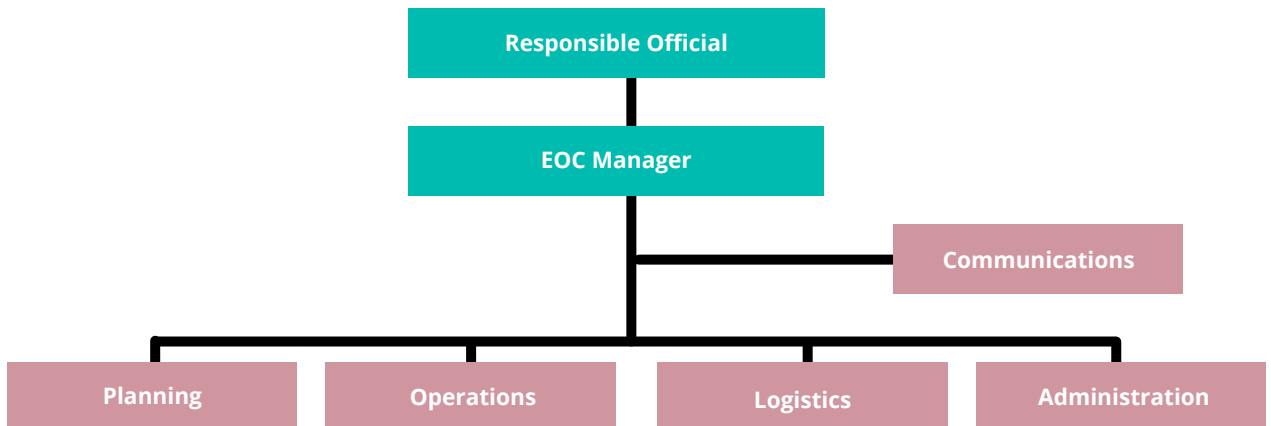 Responsible Official
EOC Manager
Communications
Planning
Operations
Logistics
Administration